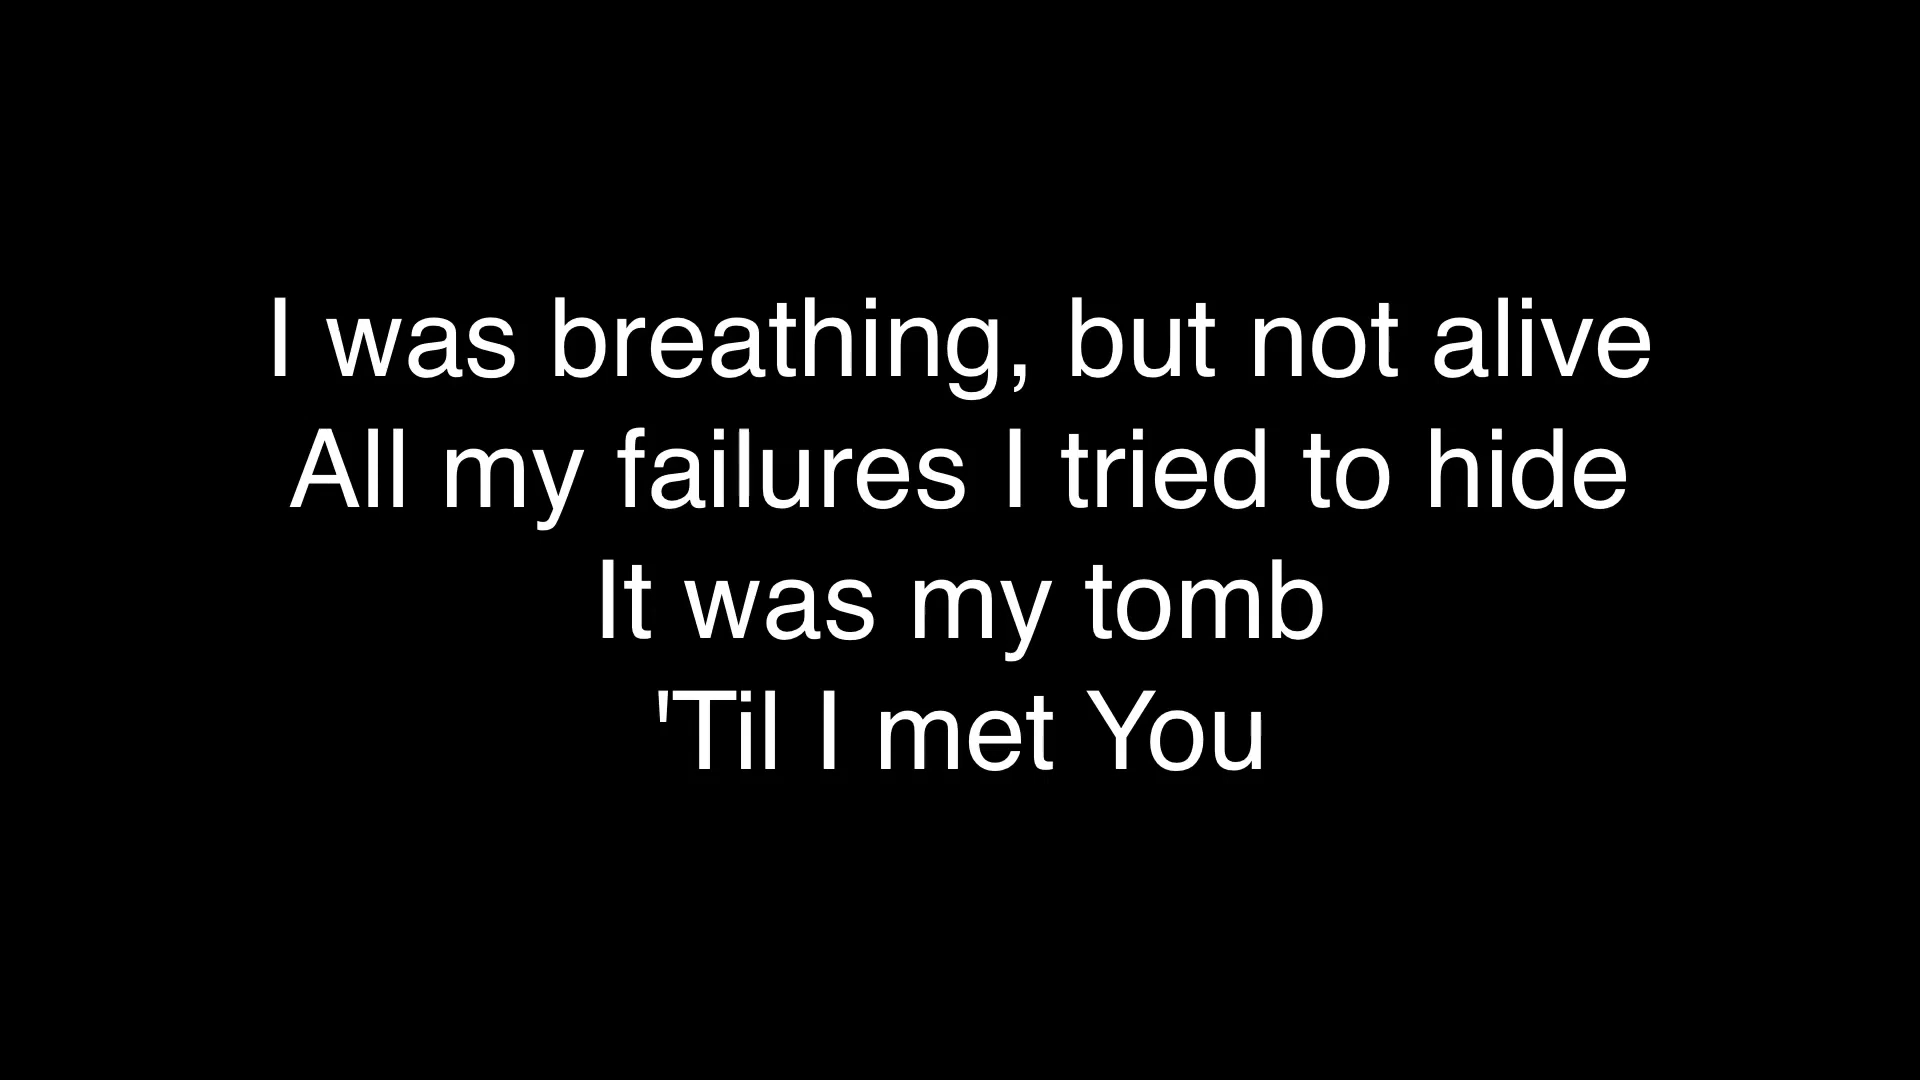 I was breathing, but not alive
All my failures I tried to hide
It was my tomb
'Til I met You